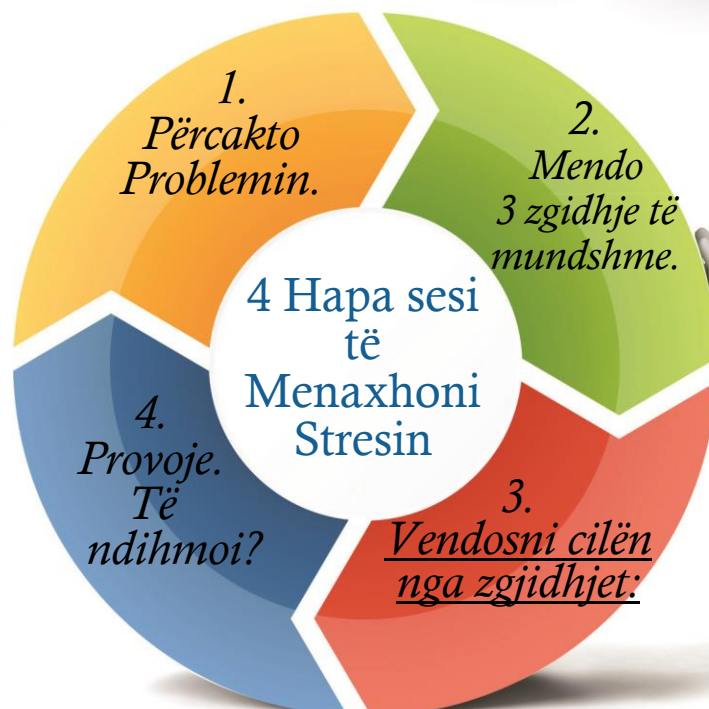 4 Hapa sesi
të
Menaxhoni
Stresin
1.
Përcakto
Problemin.
2.
Mendo
3 zgidhje të
mundshme.
3.
Vendosni cilën
nga zgjidhjet:
4.
Provoje.
Të
ndihmoi?